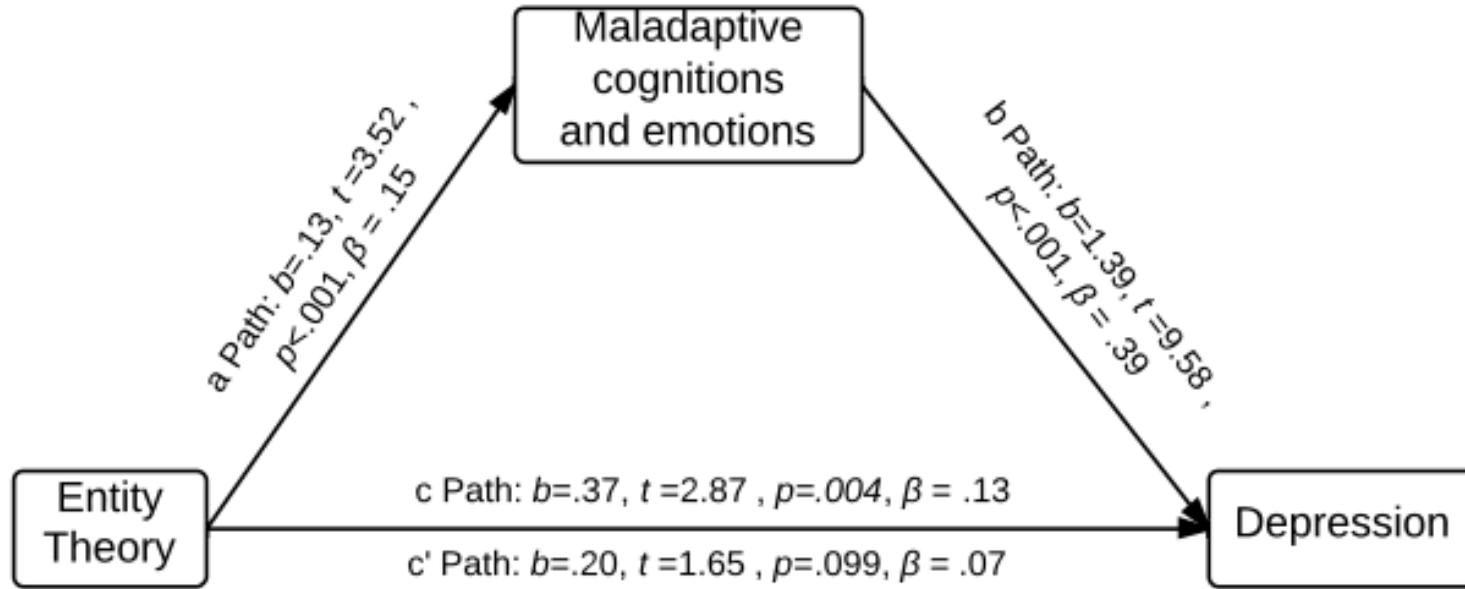 Maladaptive
cognitions
and emotions
a Path: b=.13, t =3.52 ,
p<.001, β = .15
b Path: b=1.39, t =9.58 ,
p<.001, β = .39
Entity
Theory
c Path: b=.37, t =2.87 , p=.004, β = .13
c' Path: b=.20, t =1.65 , p=.099, β = .07
Depression